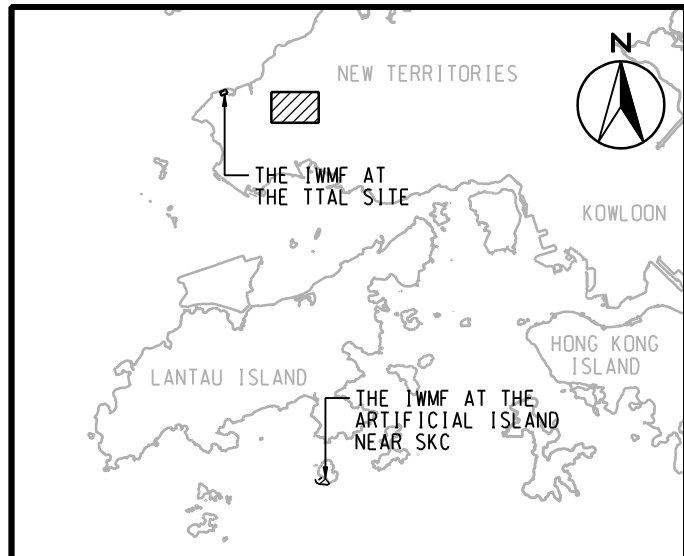 N
NEW TERRITORIES
THE IWMF AT
THE TTAL SITE
KOWLOON
HONG KONG
ISLAND
LANTAU ISLAND
THE IWMF AT THE
ARTIFICIAL ISLAND
NEAR SKC